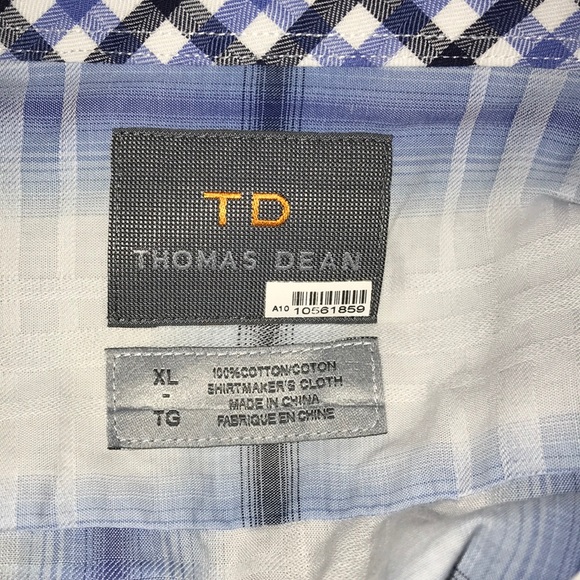 TD
THOMAS DEAN
A10 10561859
XL
-
TG
100%COTTON/COTON
SHIRTMAKER'S CLOTH
MADE IN CHINA
FABRIQUE EN CHINE